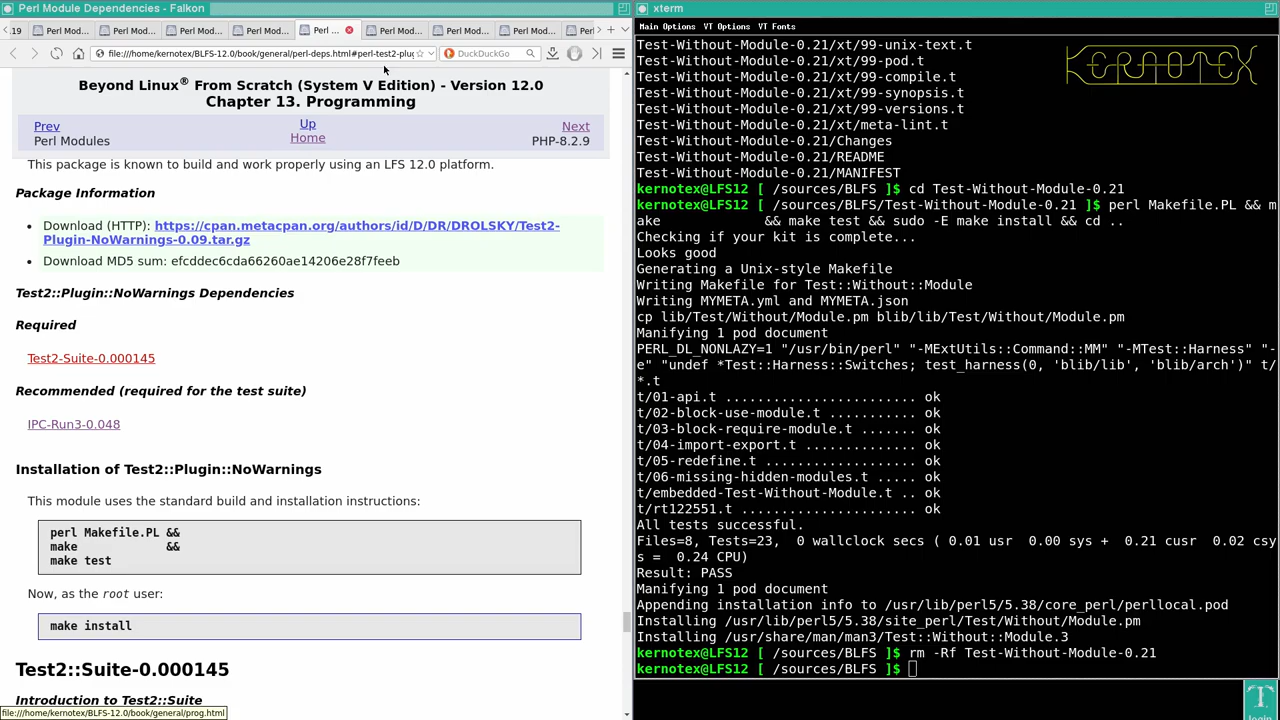 Perl Module Dependencies - Falkon
19 Perl Mod... Perl Mod... Perl Mod... Perl Mod... Perl ... Perl Mod... Perl Mod... Perl Mod... Perl
file:///home/kernotex/BLFS-12.0/book/general/perl-deps.html#perl-test2-plug
DuckDuckGo
Beyond Linux® From Scratch (System V Edition) - Version 12.0
Chapter 13. Programming
Prev Up Next
Perl Modules Home PHP-8.2.9
This package is known to build and work properly using an LFS 12.0 platform.
Package Information
Download (HTTP): https://cpan.metacpan.org/authors/id/D/DR/DROLSKY/Test2-
Plugin-NoWarnings-0.09.tar.gz
Download MD5 sum: efcddec6cda66260ae14206e28f7feeb
Test2::Plugin::NoWarnings Dependencies
Required
Test2-Suite-0.000145
Recommended (required for the test suite)
IPC-Run3-0.048
Installation of Test2::Plugin::NoWarnings
This module uses the standard build and installation instructions:
perl Makefile.PL &&
make &&
make test
Now, as the root user:
make install
Test2::Suite-0.000145
Introduction to Test2::Suite
file:///home/kernotex/BLFS-12.0/book/general/prog.html
xterm
Main Options VT Options VT Fonts
KERNOTEX
Test-Without-Module-0.21/xt/99-unix-text.t
Test-Without-Module-0.21/xt/99-pod.t
Test-Without-Module-0.21/xt/99-compile.t
Test-Without-Module-0.21/xt/99-synopsis.t
Test-Without-Module-0.21/xt/99-versions.t
Test-Without-Module-0.21/xt/meta-lint.t
Test-Without-Module-0.21/Changes
Test-Without-Module-0.21/README
Test-Without-Module-0.21/MANIFEST
kernotex@LFS12 [ /sources/BLFS ]$ cd Test-Without-Module-0.21
kernotex@LFS12 [ /sources/BLFS/Test-Without-Module-0.21 ]$ perl Makefile.PL && m
ake && make test && sudo -E make install && cd ..
Checking if your kit is complete...
Looks good
Generating a Unix-style Makefile
Writing Makefile for Test::Without::Module
Writing MYMETA.yml and MYMETA.json
cp lib/Test/Without/Module.pm blib/lib/Test/Without/Module.pm
Manifying 1 pod document
PERL_DL_NONLAZY=1 "/usr/bin/perl" "-MExtUtils::Command::MM" "-MTest::Harness" "-
e" "undef *Test::Harness::Switches; test_harness(0, 'blib/lib', 'blib/arch')" t/
*.t
t/01-api.t ........................ ok
t/02-block-use-module.t ........... ok
t/03-block-require-module.t ....... ok
t/04-import-export.t .............. ok
t/05-redefine.t ................... ok
t/06-missing-hidden-modules.t ..... ok
t/embedded-Test-Without-Module.t .. ok
t/rt122551.t ...................... ok
All tests successful.
Files=8, Tests=23, 0 wallclock secs ( 0.01 usr 0.00 sys + 0.21 cusr 0.02 csy
s = 0.24 CPU)
Result: PASS
Manifying 1 pod document
Appending installation info to /usr/lib/perl5/5.38/core_perl/perllocal.pod
Installing /usr/lib/perl5/5.38/site_perl/Test/Without/Module.pm
Installing /usr/share/man/man3/Test::Without::Module.3
kernotex@LFS12 [ /sources/BLFS ]$ rm -Rf Test-Without-Module-0.21
kernotex@LFS12 [ /sources/BLFS ]$
login